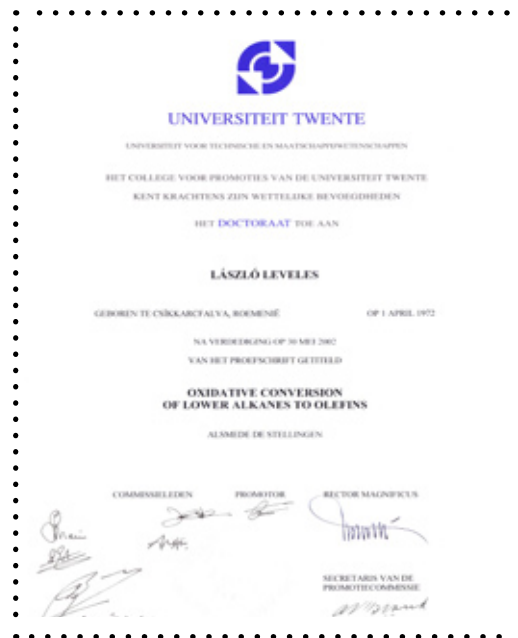 UNIVERSITEIT TWENTE
UNIVERSITEIT VOOR TECHNISCHE EN MAATSCHAPPIJWETENSCHAPPEN
HET COLLEGE VOOR PROMOTIES VAN DE UNIVERSITEIT TWENTE
KENT KRACHTENS ZIJN WETTELIJKE BEVOEGDHEDEN
HET DOCTORAAT TOE AAN
LÁSZLÓ LEVELES
GEBOREN TE CSÍKKARCFALVA, ROEMENIË OP 1 APRIL 1972
NA VERDEDIGING OP 30 MEI 2002
VAN HET PROEFSCHRIFT GETITELD
OXIDATIVE CONVERSION
OF LOWER ALKANES TO OLEFINS
ALSMEDE DE STELLINGEN
COMMISSIELEDEN PROMOTOR RECTOR MAGNIFICUS
SECRETARIS VAN DE
PROMOTIECOMMISSIE